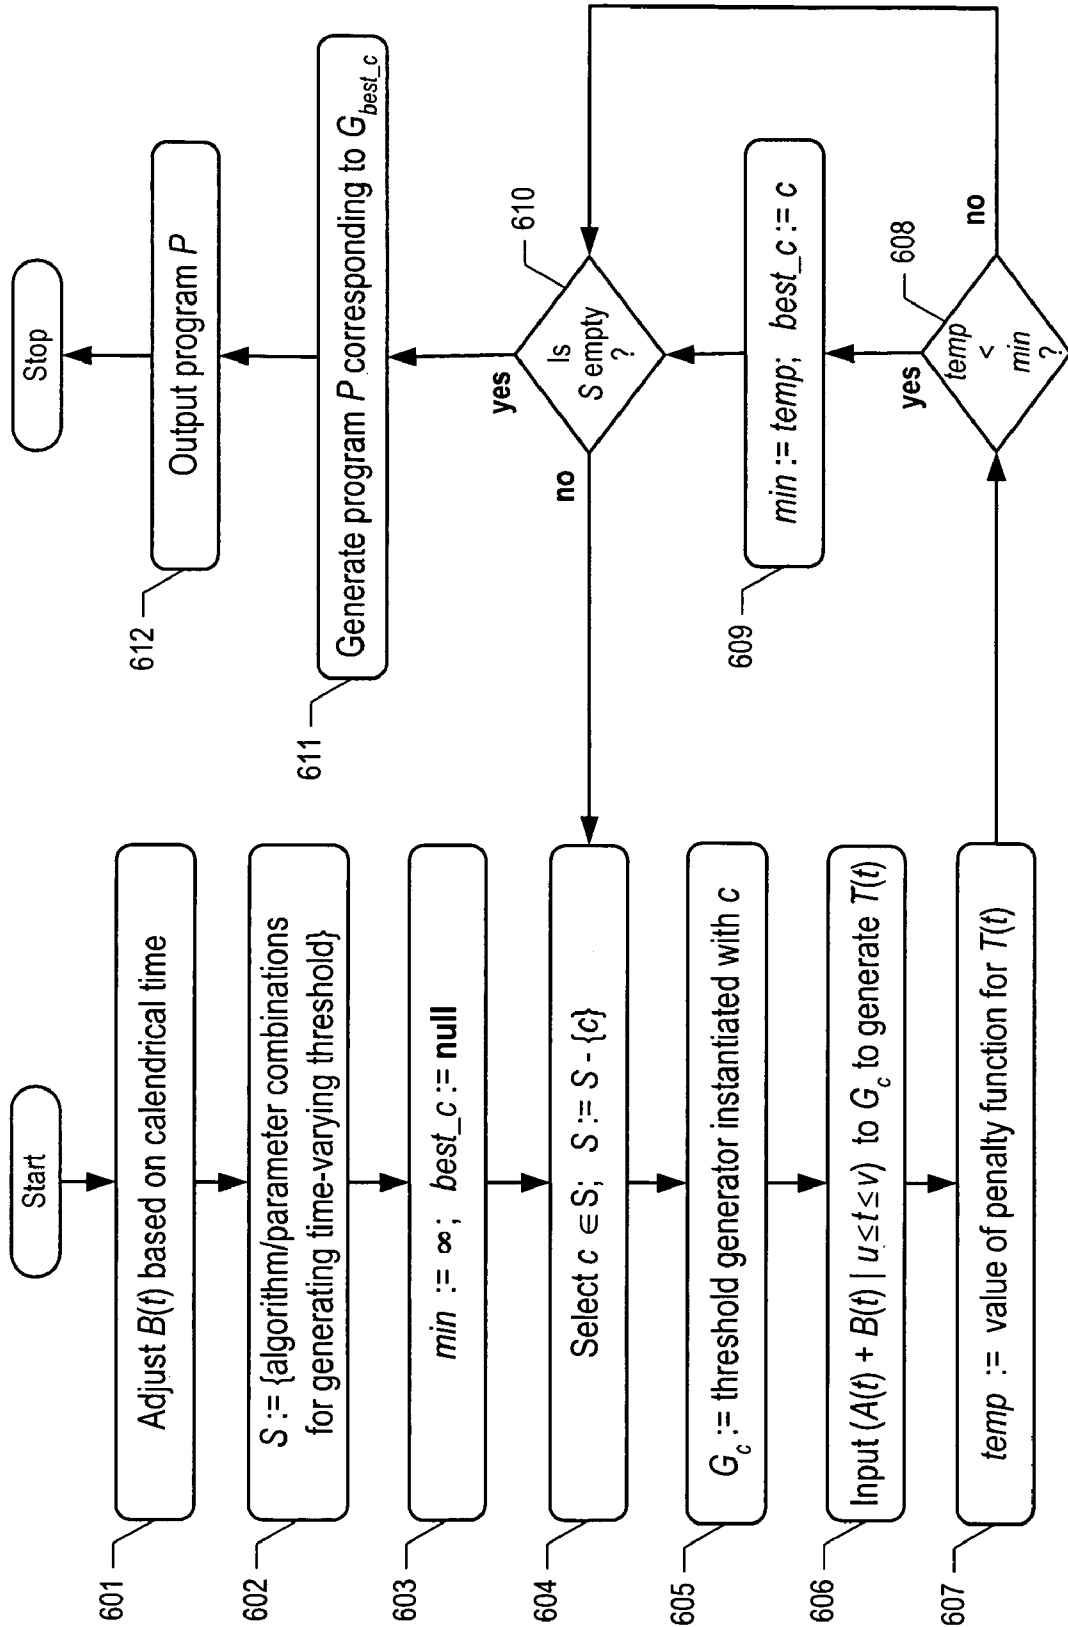 Start
601
Adjust B(t) based on calendrical time
602
S := {algorithm/parameter combinations
for generating time-varying threshold}
603
min := ∞; best_c := null
604
Select c ∈ S; S := S - {c}
605
G_c := threshold generator instantiated with c
606
Input (A(t) + B(t) | u ≤ t ≤ v) to G_c to generate T(t)
607
temp := value of penalty function for T(t)
608
temp
<
min
?
yes
no
609
min := temp; best_c := c
610
Is
S empty
?
yes
no
611
Generate program P corresponding to G_best_c
612
Output program P
Stop